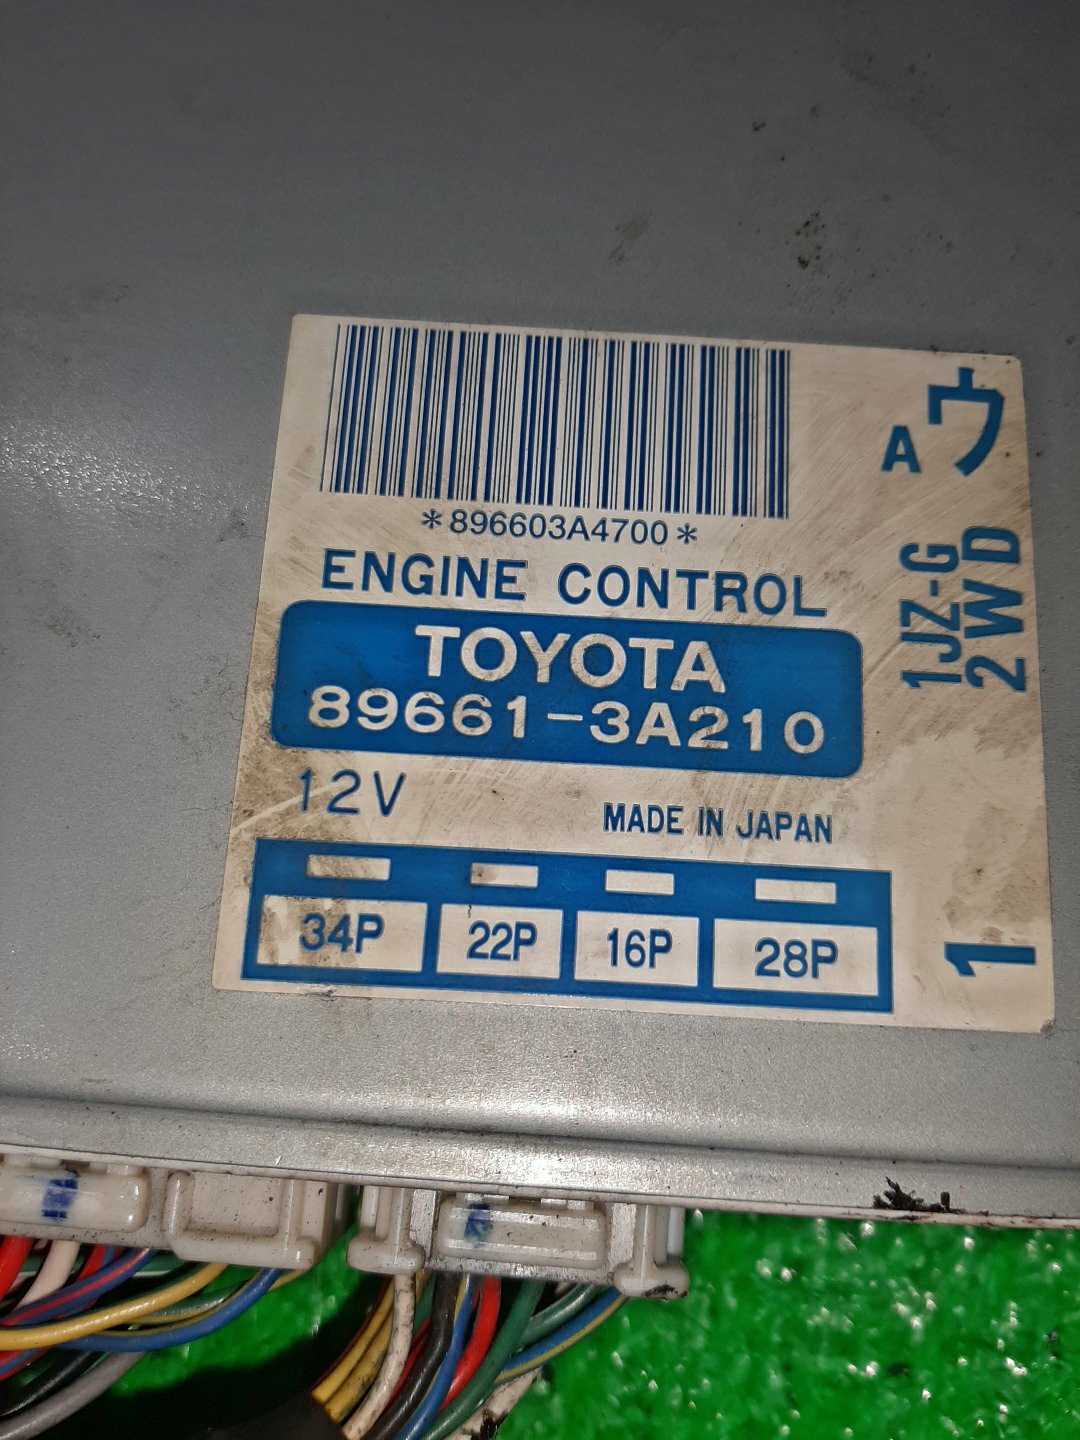 *896603A4700*
ENGINE CONTROL
TOYOTA
89661-3A210
12V
MADE IN JAPAN
34P 22P 16P 28P
ウ
A
1JZ-G
2WD
1